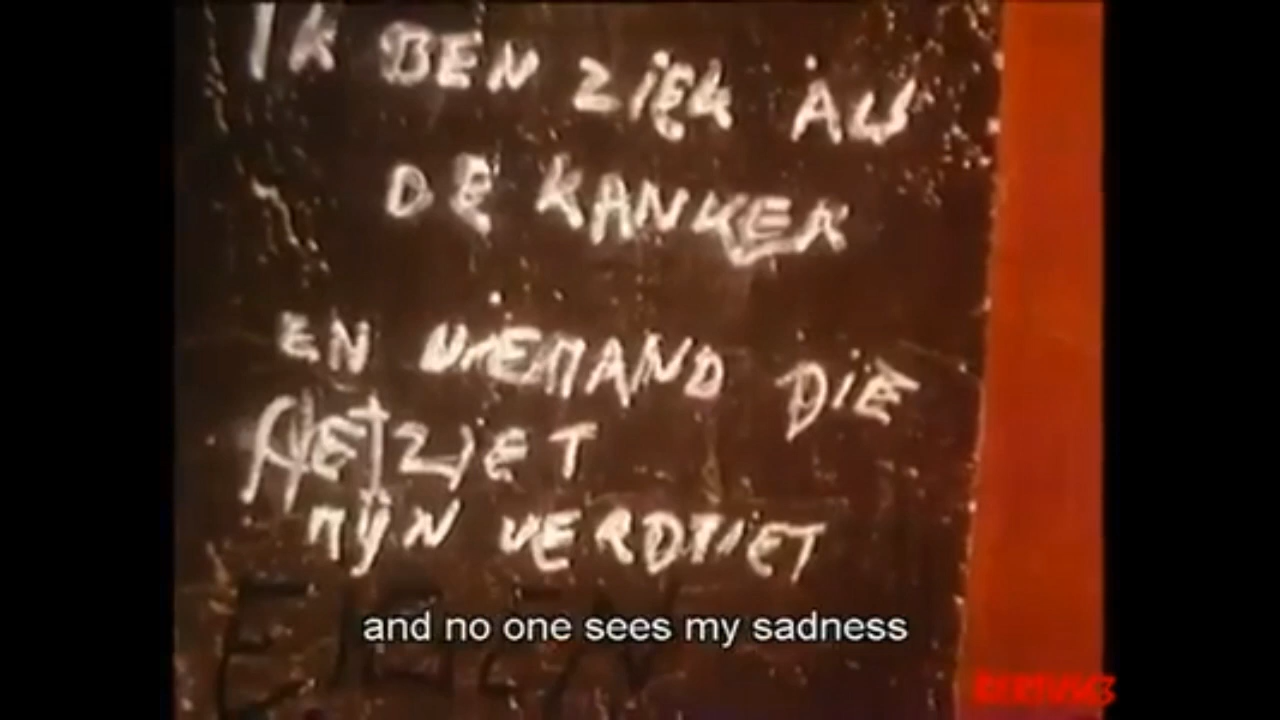 IK BEN ZIEK ALS
DE KANKER
EN NIEMAND DIE
HET ZIET
MIJN VERDRIET
EIGEN
and no one sees my sadness